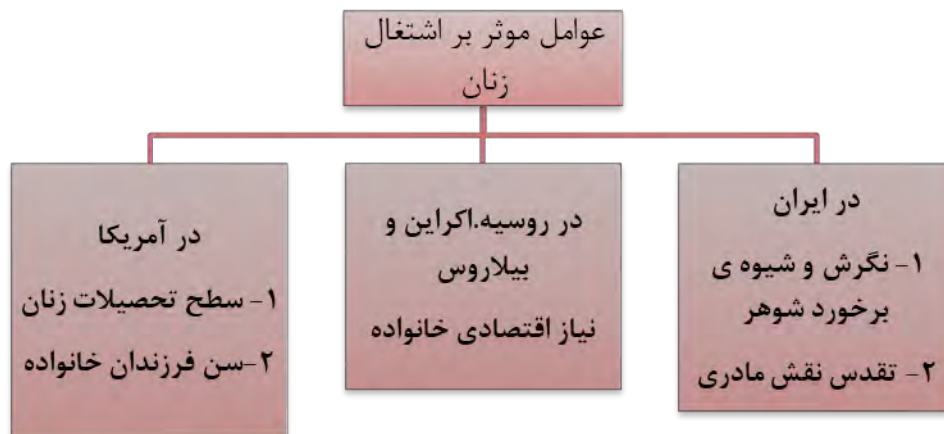 عوامل موثر بر اشتغال
زنان
در ایران
۱- نگرش و شیوه ی
برخورد شوهر
۲- تقدس نقش مادری
در روسیه.اکراین و
بیلاروس
نیاز اقتصادی خانواده
در آمریکا
۱- سطح تحصیلات زنان
۲-سن فرزندان خانواده